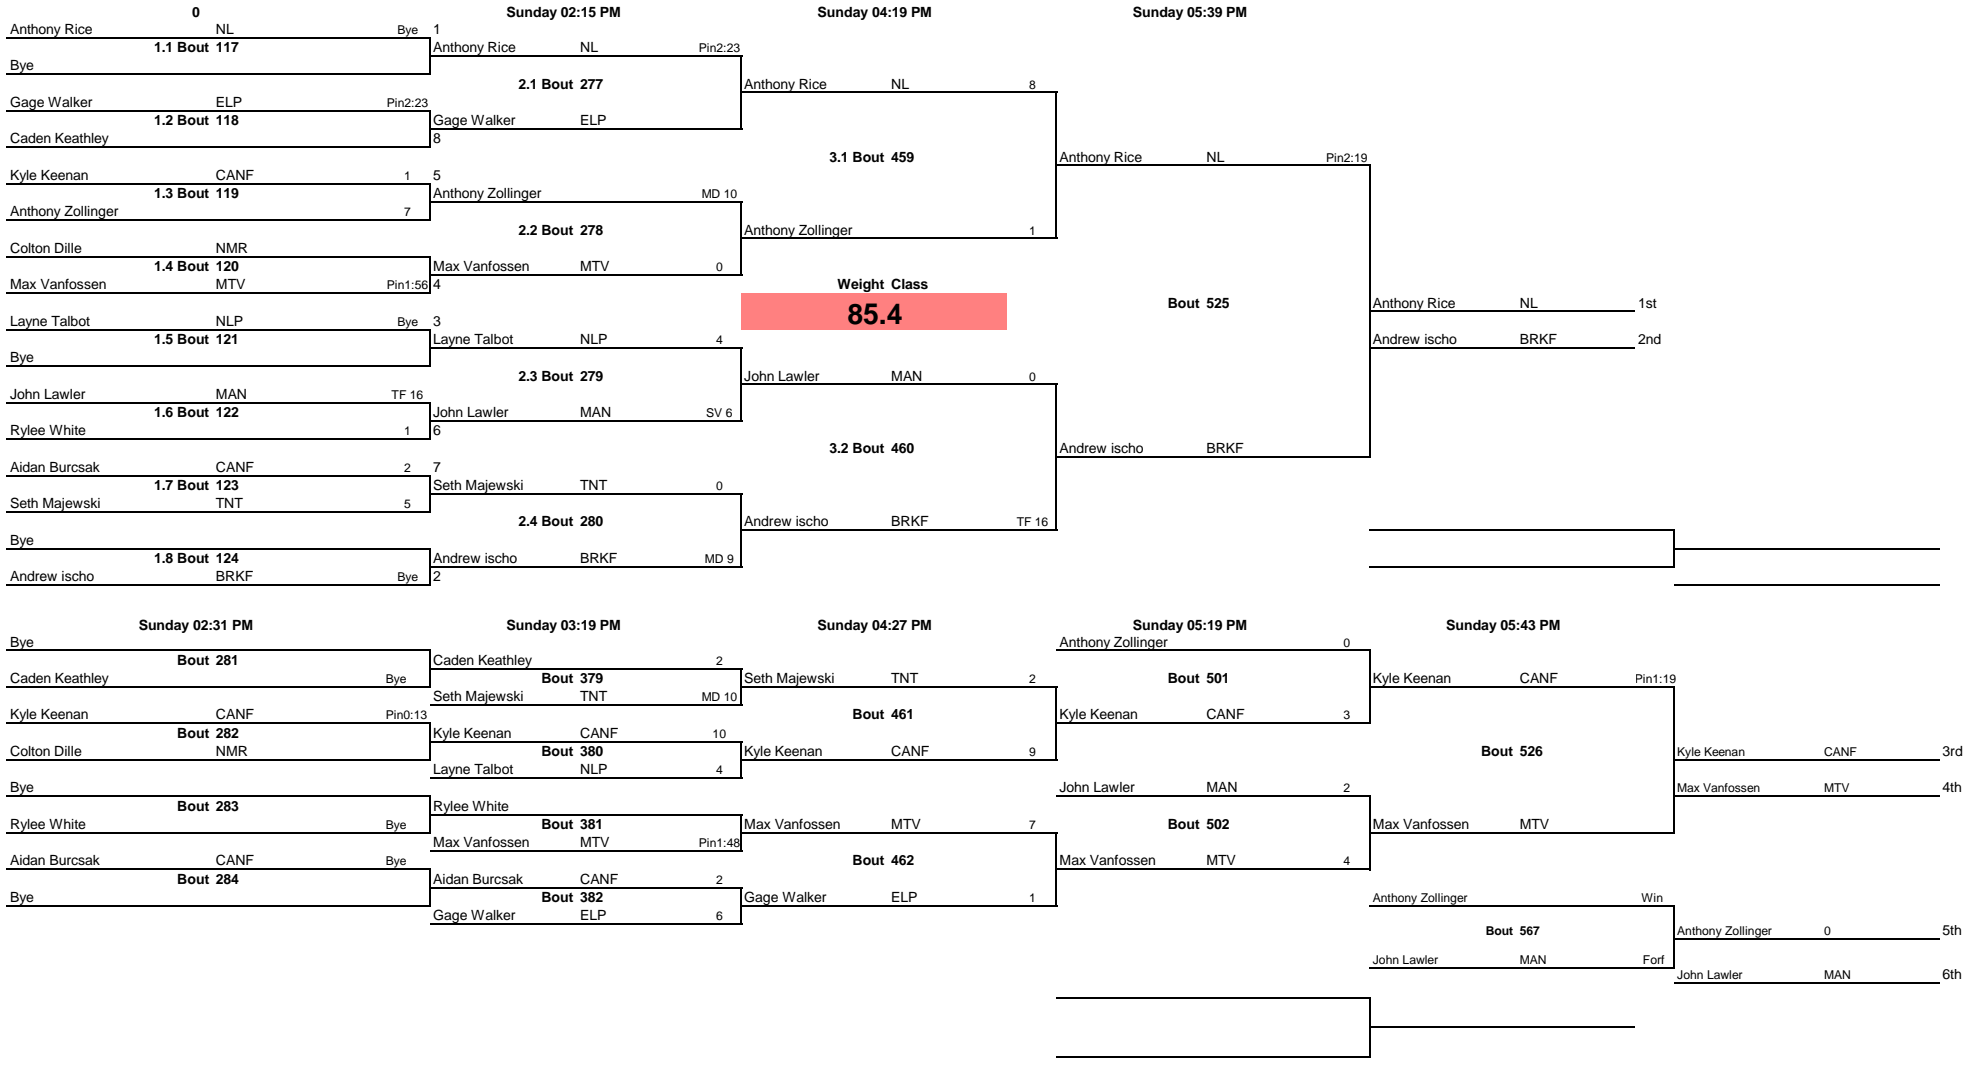 0 Sunday 02:15 PM Sunday 04:19 PM Sunday 05:39 PM
Anthony Rice NL Bye 1
1.1 Bout 117 Anthony Rice NL Pin2:23
Bye
2.1 Bout 277 Anthony Rice NL 8
Gage Walker ELP Pin2:23
1.2 Bout 118 Gage Walker ELP
Caden Keathley 8
3.1 Bout 459 Anthony Rice NL Pin2:19
Kyle Keenan CANF 1 5
1.3 Bout 119 Anthony Zollinger MD 10
Anthony Zollinger 7
2.2 Bout 278 Anthony Zollinger 1
Colton Dille NMR
1.4 Bout 120 Max Vanfossen MTV 0
Max Vanfossen MTV Pin1:56 4 Weight Class
85.4 Bout 525 Anthony Rice NL 1st
Layne Talbot NLP Bye 3
1.5 Bout 121 Layne Talbot NLP 4 Andrew ischo BRKF 2nd
Bye
2.3 Bout 279 John Lawler MAN 0
John Lawler MAN TF 16
1.6 Bout 122 John Lawler MAN SV 6
Rylee White 1 6
3.2 Bout 460 Andrew ischo BRKF
Aidan Burcsak CANF 2 7
1.7 Bout 123 Seth Majewski TNT 0
Seth Majewski TNT 5
2.4 Bout 280 Andrew ischo BRKF TF 16
Bye
1.8 Bout 124 Andrew ischo BRKF MD 9
Andrew ischo BRKF Bye 2
Sunday 02:31 PM Sunday 03:19 PM Sunday 04:27 PM Sunday 05:19 PM Sunday 05:43 PM
Bye Anthony Zollinger 0
Bout 281 Caden Keathley 2
Caden Keathley Bye Bout 379 Seth Majewski TNT 2 Bout 501 Kyle Keenan CANF Pin1:19
Seth Majewski TNT MD 10
Kyle Keenan CANF Pin0:13 Bout 461 Kyle Keenan CANF 3
Bout 282 Kyle Keenan CANF 10
Colton Dille NMR Bout 380 Kyle Keenan CANF 9 Bout 526 Kyle Keenan CANF 3rd
Layne Talbot NLP 4
Bye John Lawler MAN 2 Max Vanfossen MTV 4th
Bout 283 Rylee White
Rylee White Bye Bout 381 Max Vanfossen MTV 7 Bout 502 Max Vanfossen MTV
Max Vanfossen MTV Pin1:48
Aidan Burcsak CANF Bye Bout 462 Max Vanfossen MTV 4
Bout 284 Aidan Burcsak CANF 2
Bye Bout 382 Gage Walker ELP 1 Anthony Zollinger Win
Gage Walker ELP 6
Bout 567 Anthony Zollinger 0 5th
John Lawler MAN Forf
John Lawler MAN 6th